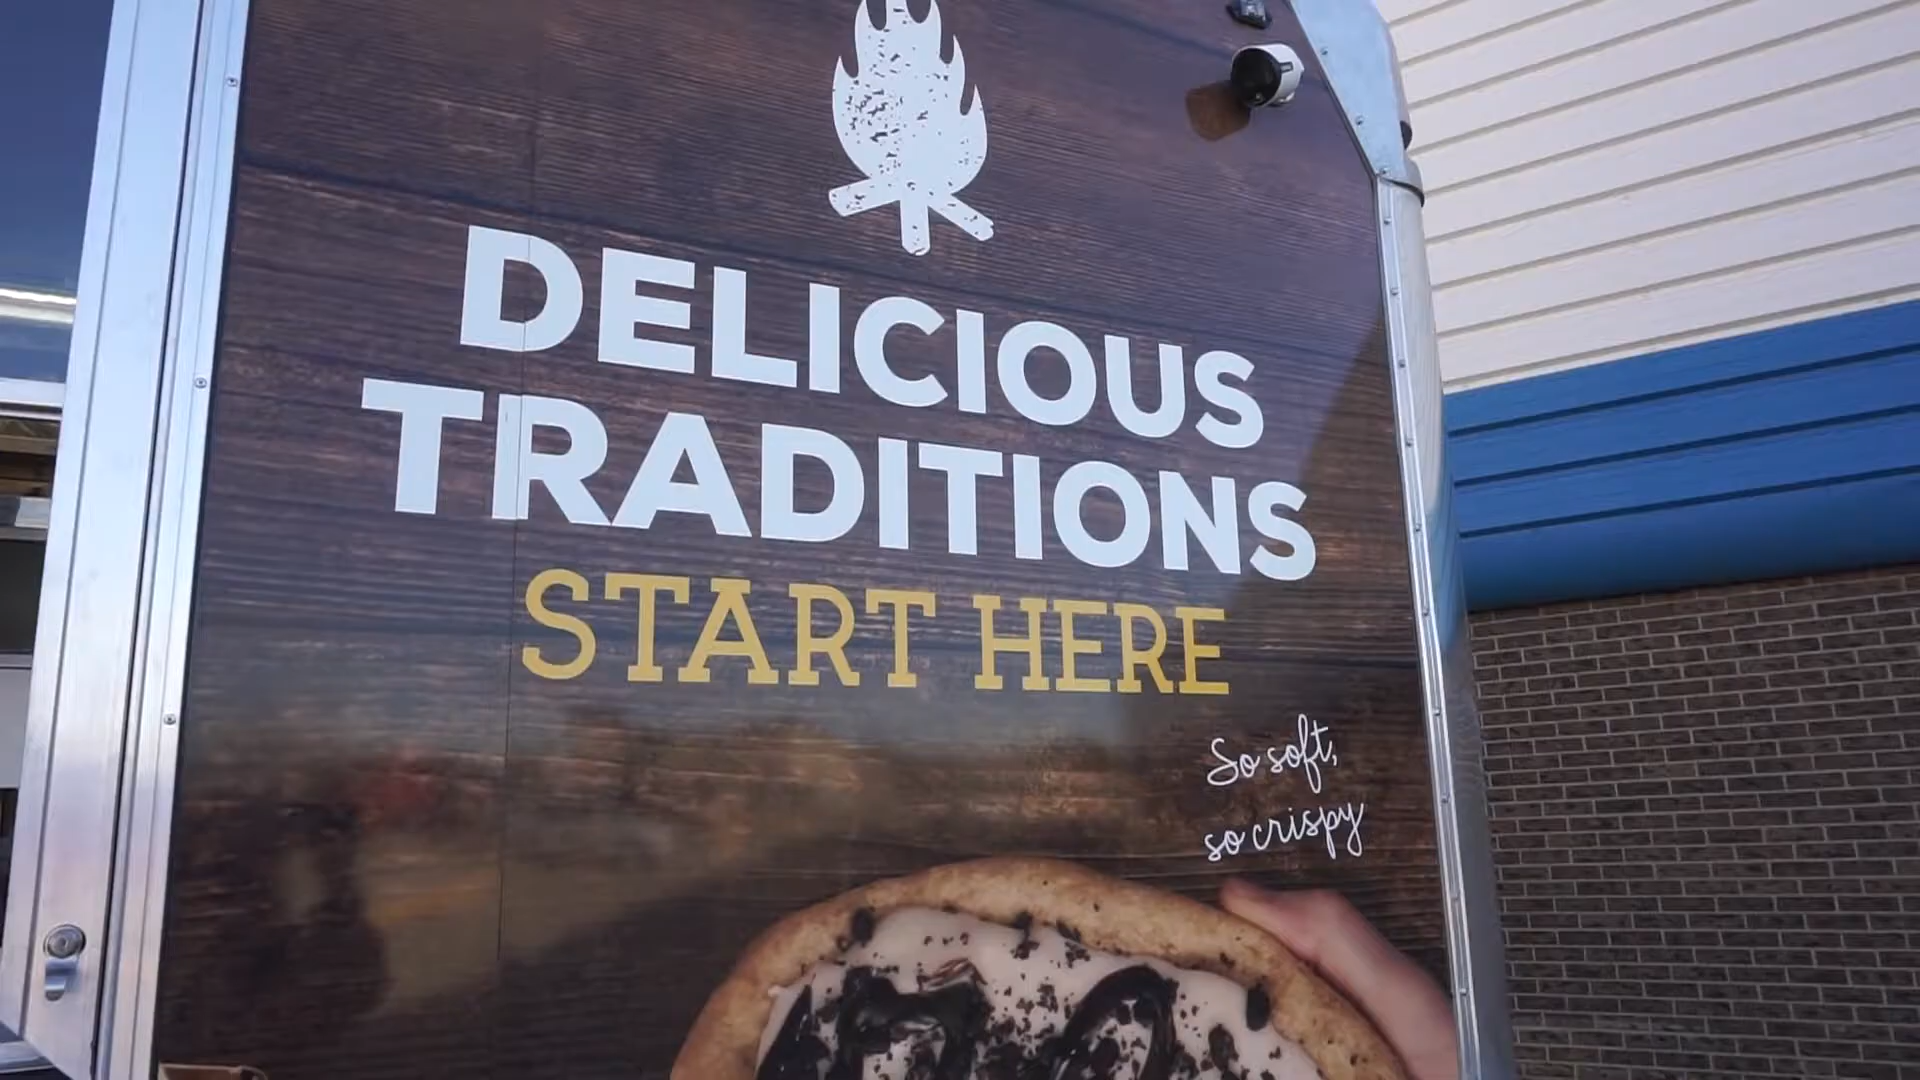 DELICIOUS
TRADITIONS
START HERE
So soft,
so crispy